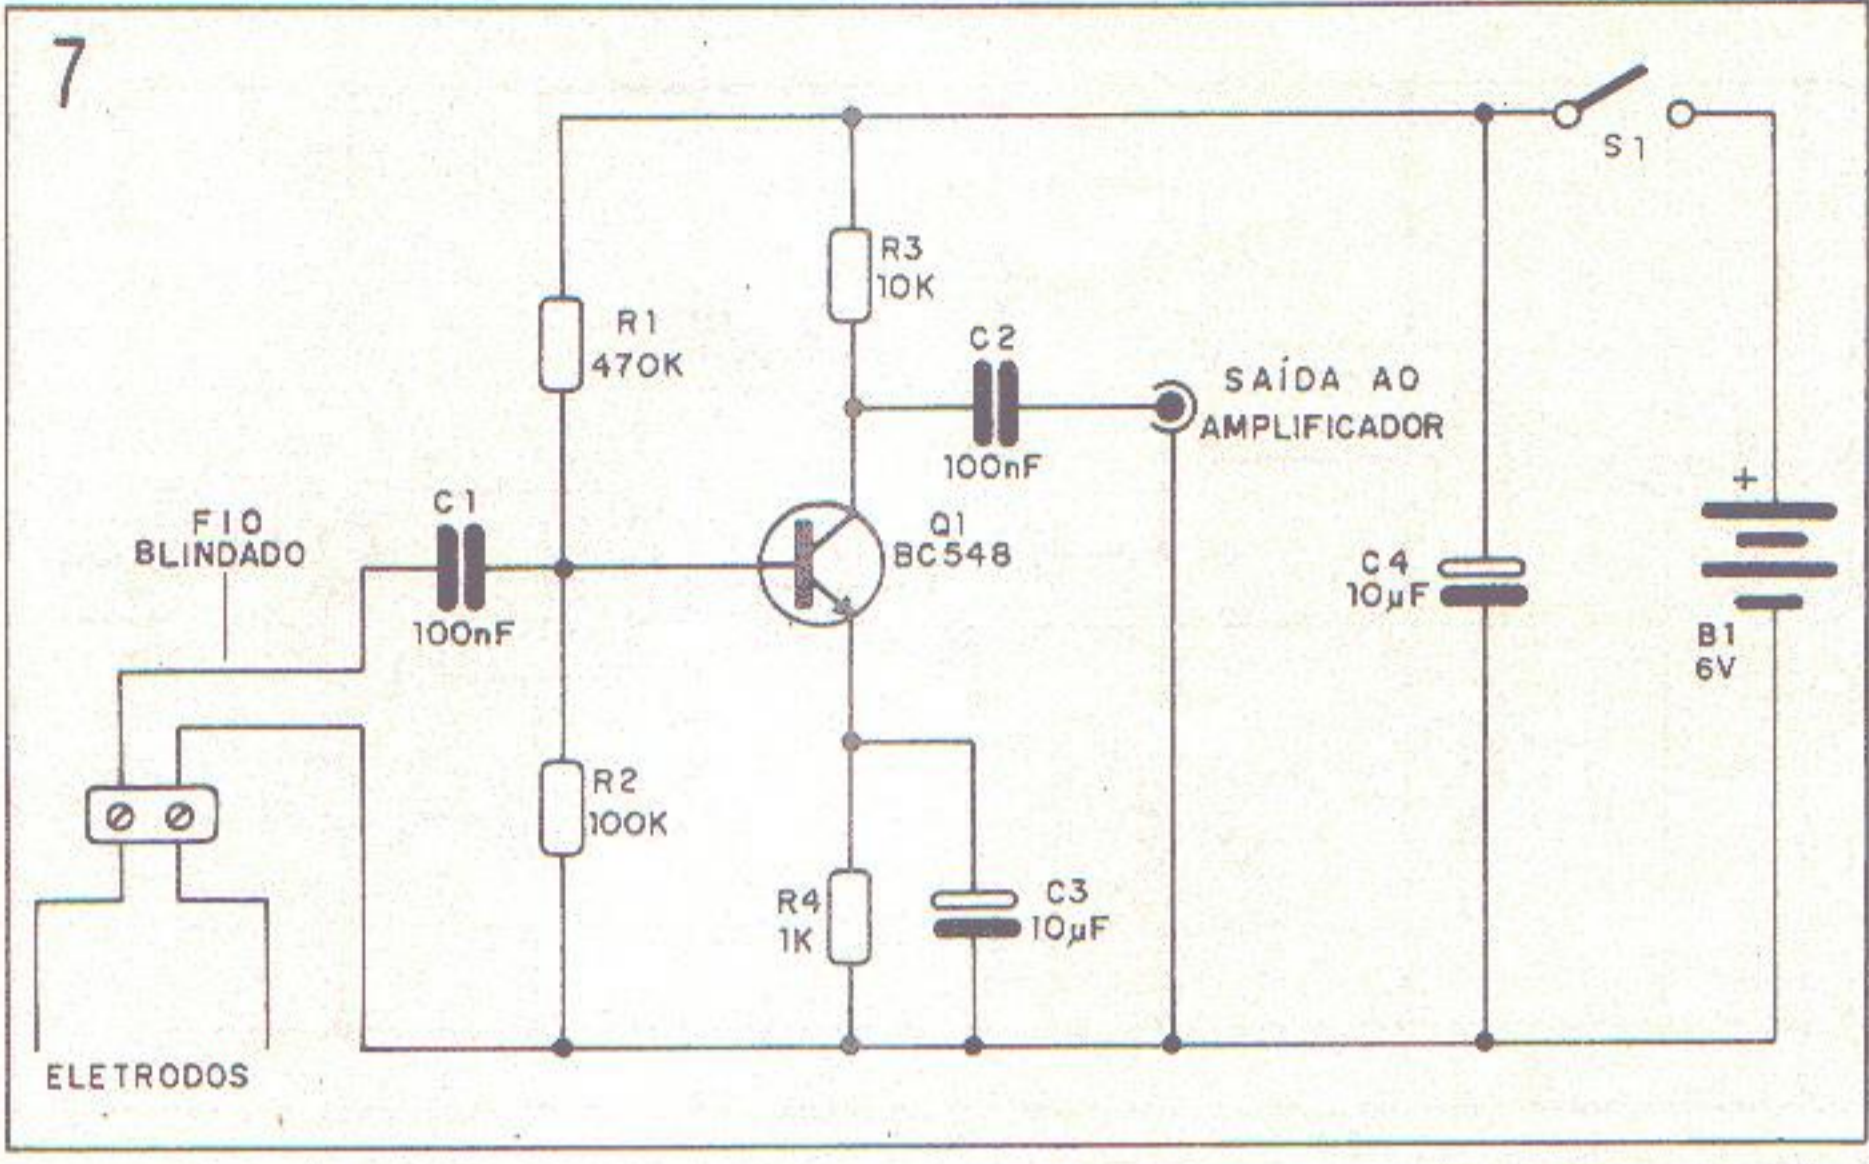 7
S1
R3
10K
R1
470K
C2
100nF
SAÍDA AO
AMPLIFICADOR
C1
100nF
FIO
BLINDADO
Q1
BC548
C4
10µF
+
B1
6V
R2
100K
R4
1K
C3
10µF
ELETRODOS